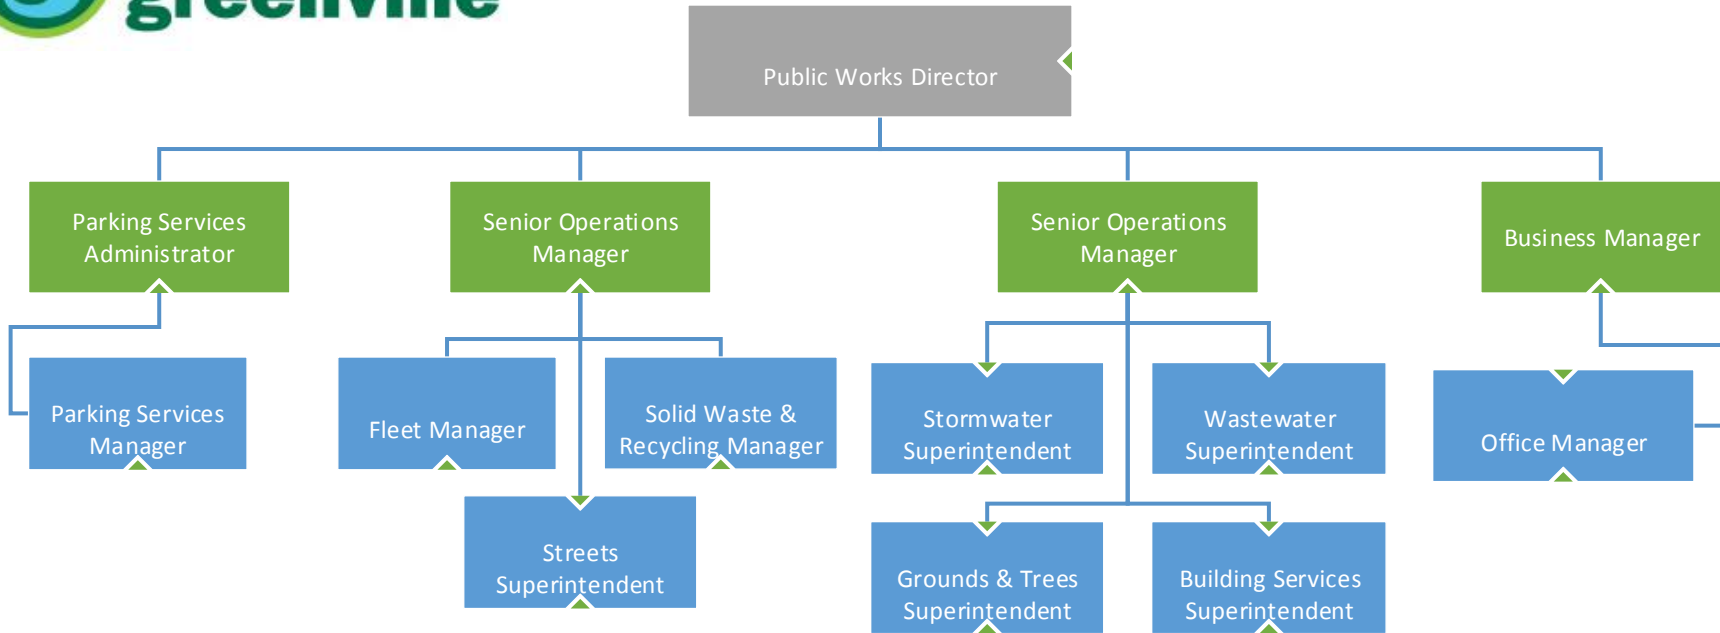 greenville
Public Works Director
Parking Services
Administrator
Senior Operations
Manager
Senior Operations
Manager
Business Manager
Parking Services
Manager
Fleet Manager
Solid Waste &
Recycling Manager
Stormwater
Superintendent
Wastewater
Superintendent
Office Manager
Streets
Superintendent
Grounds & Trees
Superintendent
Building Services
Superintendent